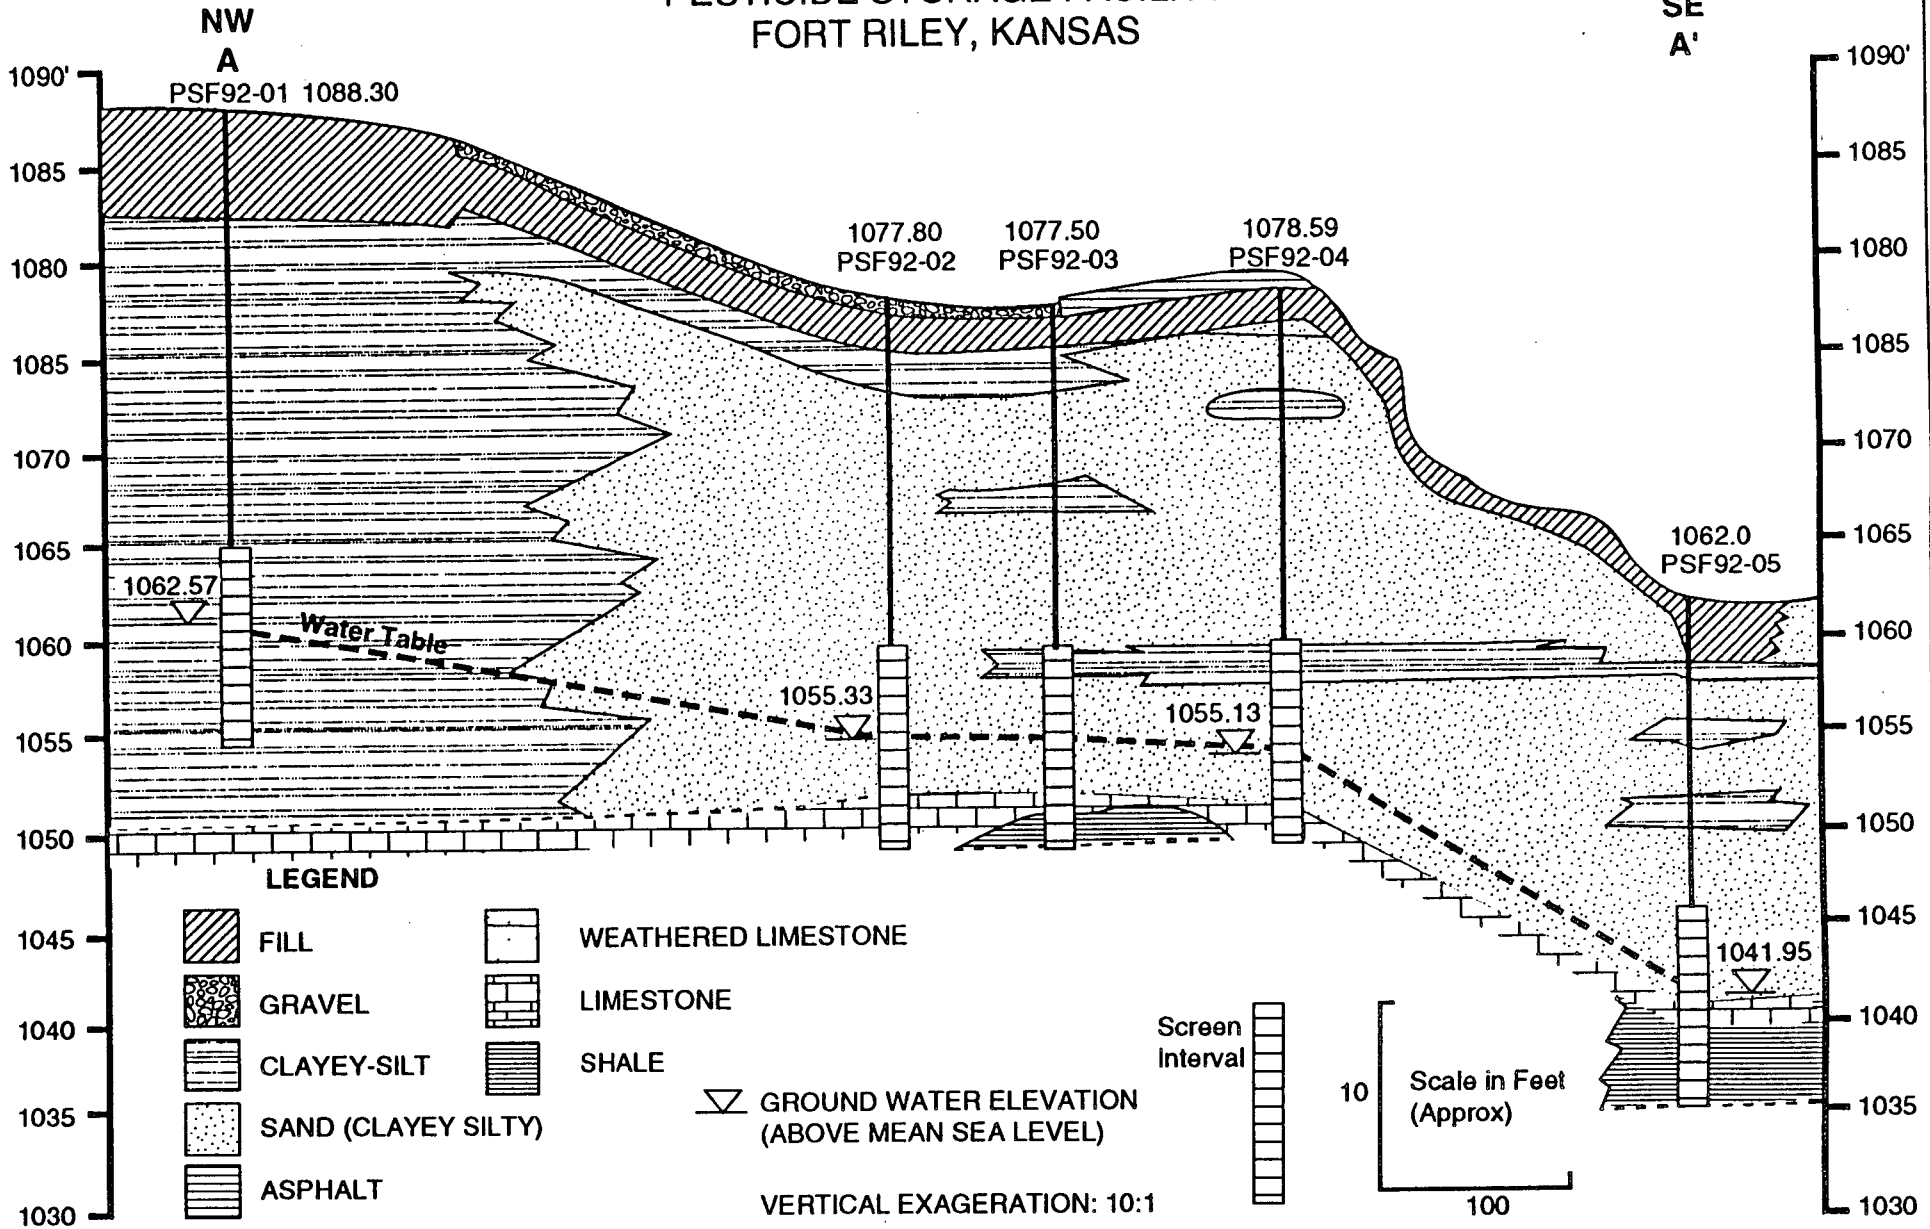 FORT RILEY, KANSAS
NW
A
SE
A'
PSF92-01 1088.30
1090'
1085
1080
1085
1070
1065
1060
1055
1050
1045
1040
1035
1030
1090'
1085
1080
1085
1070
1065
1060
1055
1050
1045
1040
1035
1030
1077.80
PSF92-02
1077.50
PSF92-03
1078.59
PSF92-04
1062.0
PSF92-05
1062.57
Water Table
1055.33
1055.13
1041.95
LEGEND
FILL
GRAVEL
CLAYEY-SILT
SAND (CLAYEY SILTY)
ASPHALT
WEATHERED LIMESTONE
LIMESTONE
SHALE
GROUND WATER ELEVATION
(ABOVE MEAN SEA LEVEL)
VERTICAL EXAGERATION: 10:1
Screen
Interval
10
Scale in Feet
(Approx)
100